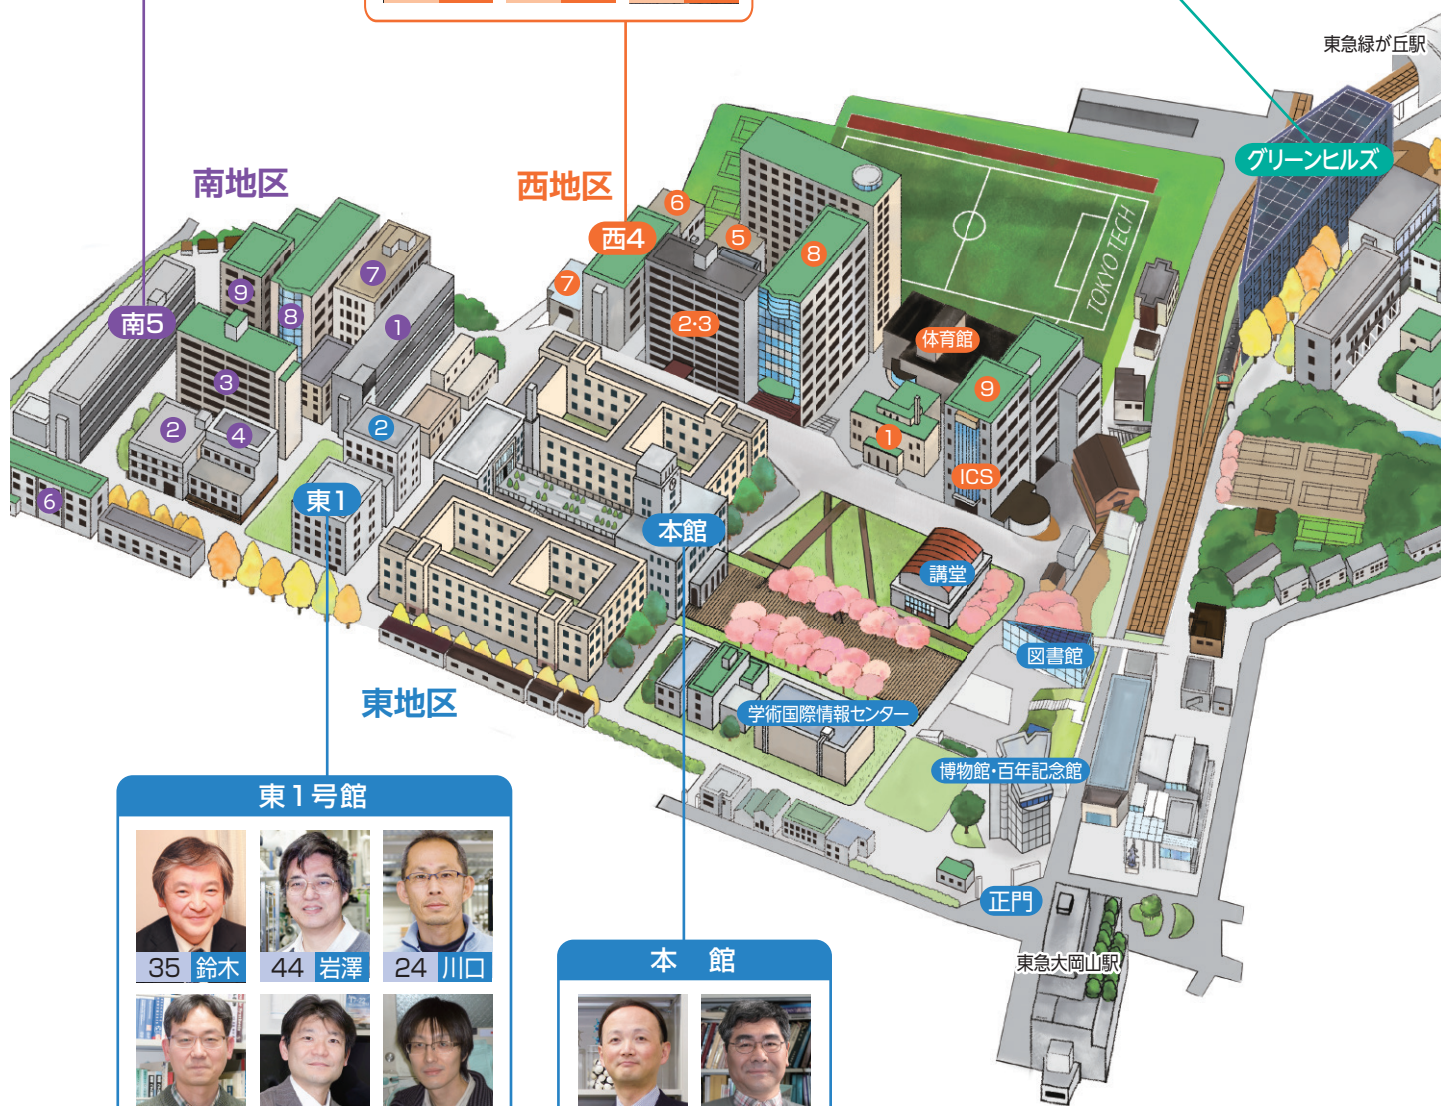 東急緑が丘駅
グリーンヒルズ
南地区
西地区
6
西4
5
8
7
7
9
8
1
南5
2・3
TOKYO TECH
体育館
3
9
2
4
2
1
ICS
6
東1
本館
講堂
図書館
東地区
学術国際情報センター
博物館・百年記念館
正門
東急大岡山駅
東1号館
35 鈴木
44 岩澤
24 川口
本 館